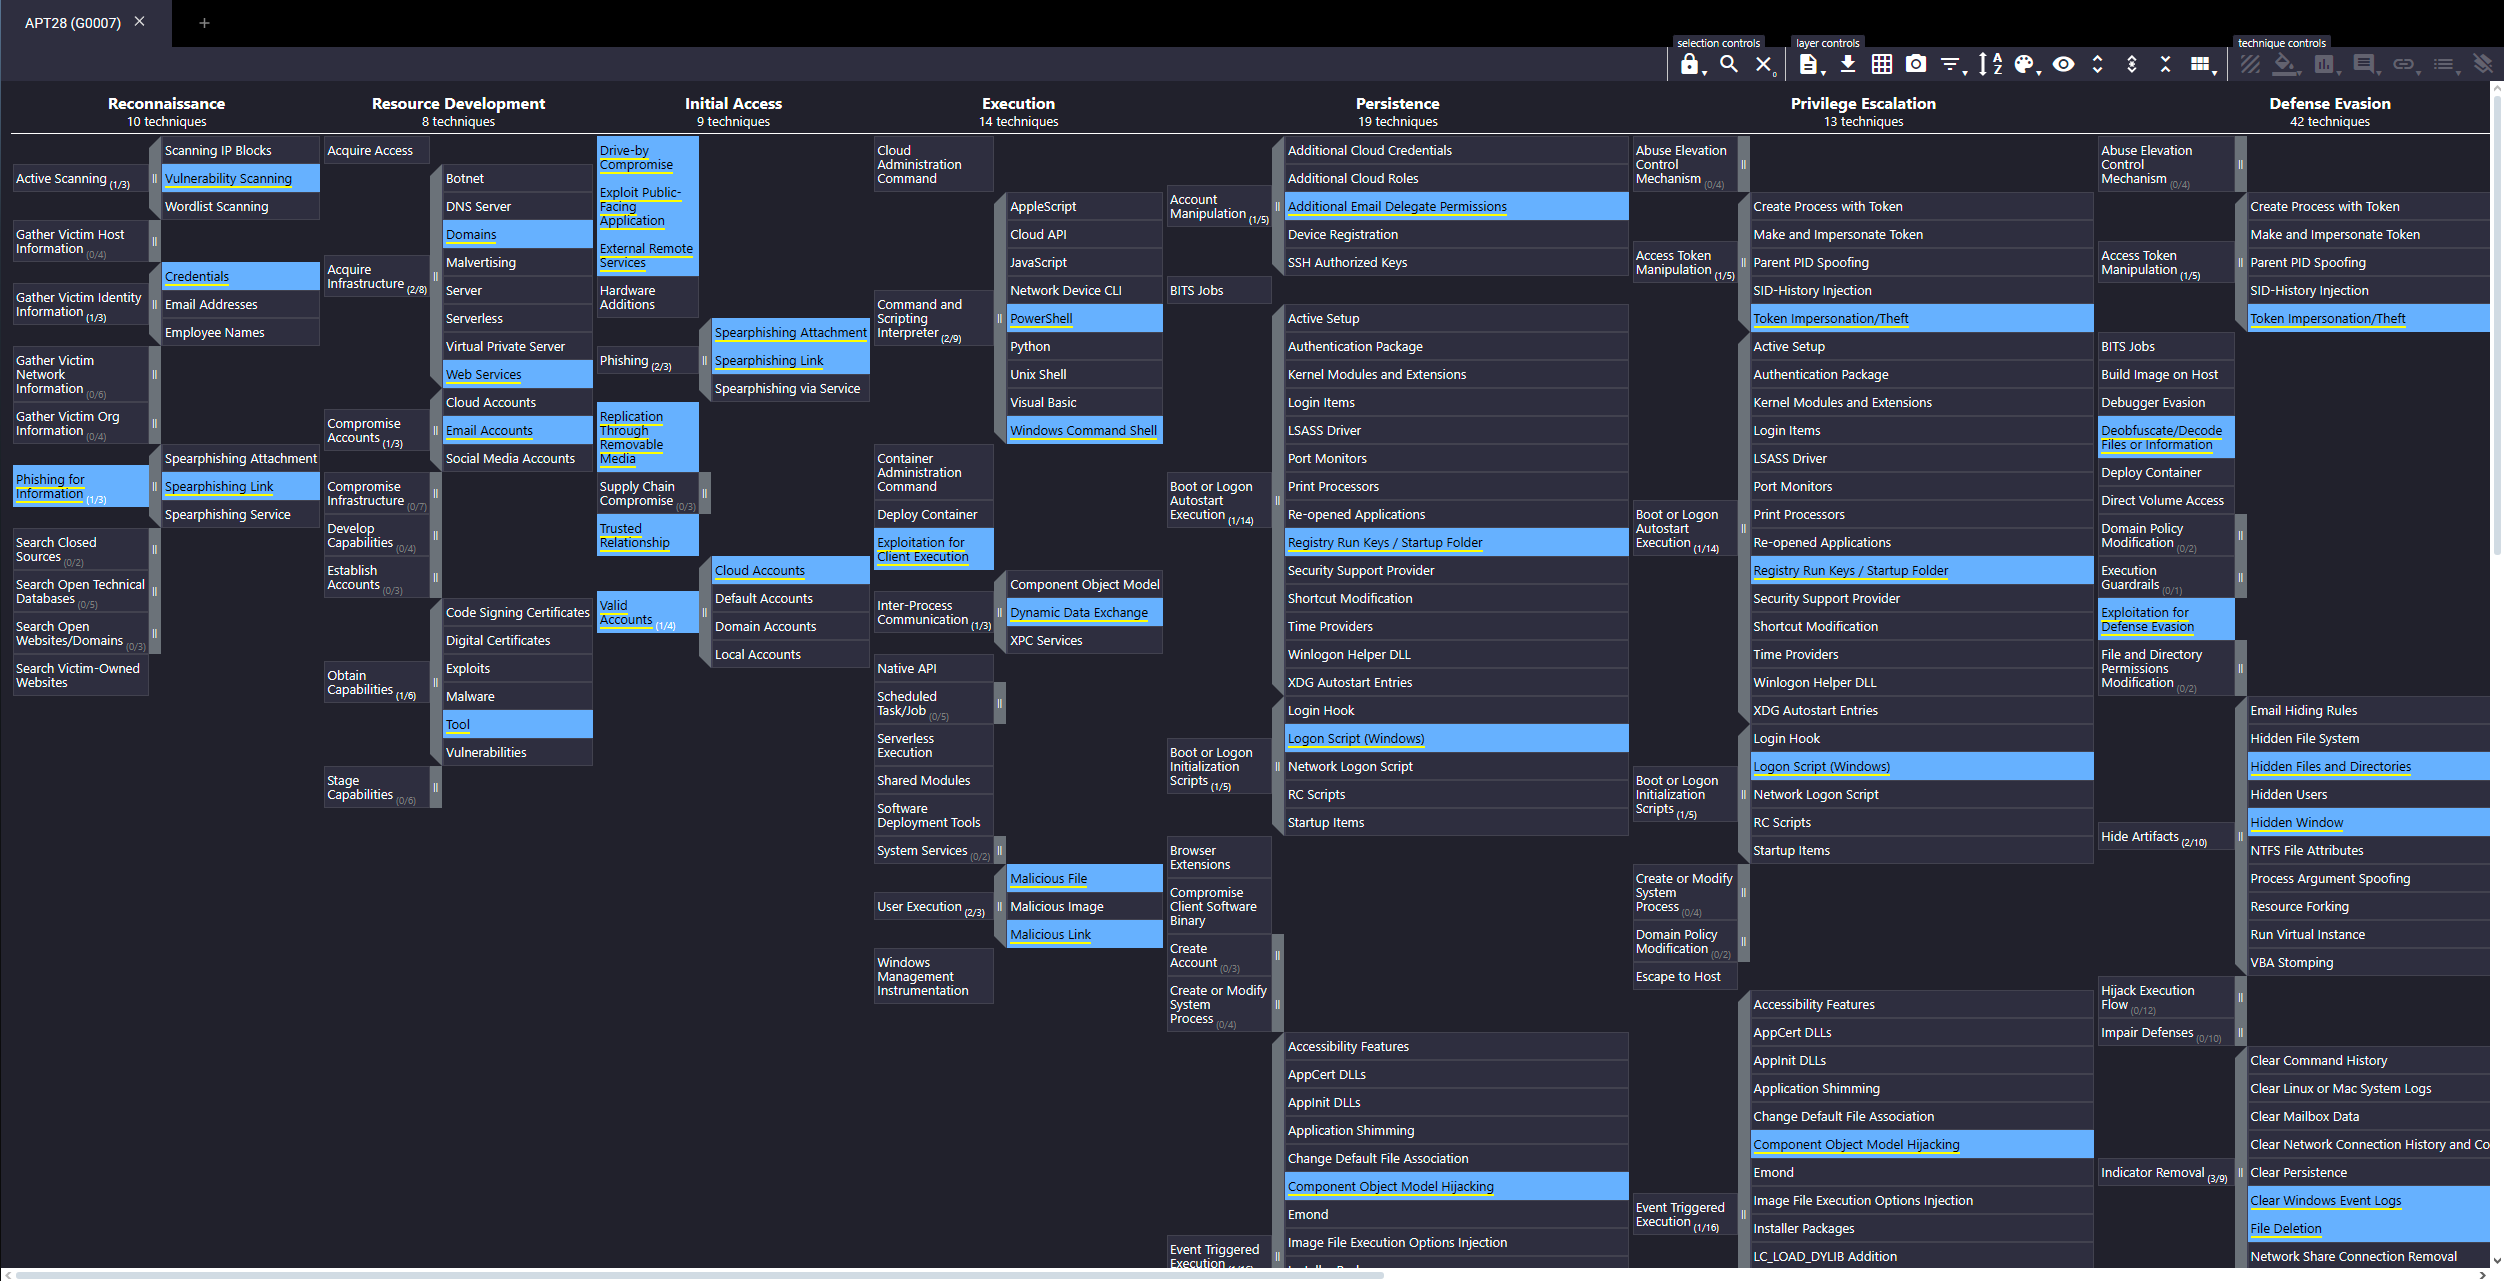 APT28 (G0007)
selection controls
layer controls
technique controls
Reconnaissance
10 techniques
Scanning IP Blocks
Active Scanning (1/3)
Vulnerability Scanning
Wordlist Scanning
Gather Victim Host
Information (0/4)
Credentials
Gather Victim Identity
Information (1/3)
Email Addresses
Employee Names
Gather Victim
Network
Information (0/6)
Gather Victim Org
Information (0/4)
Spearphishing Attachment
Phishing for
Information (1/3)
Spearphishing Link
Spearphishing Service
Search Closed
Sources (0/2)
Search Open Technical
Databases (0/5)
Search Open
Websites/Domains (0/3)
Search Victim-Owned
Websites
Resource Development
8 techniques
Acquire Access
Botnet
DNS Server
Domains
Malvertising
Acquire
Infrastructure (2/8)
Server
Serverless
Virtual Private Server
Web Services
Cloud Accounts
Compromise
Accounts (1/3)
Email Accounts
Social Media Accounts
Compromise
Infrastructure (0/7)
Develop
Capabilities (0/4)
Establish
Accounts (0/3)
Code Signing Certificates
Digital Certificates
Exploits
Obtain
Capabilities (1/6)
Malware
Tool
Vulnerabilities
Stage
Capabilities (0/6)
Initial Access
9 techniques
Drive-by
Compromise
Exploit Public-
Facing
Application
External Remote
Services
Hardware
Additions
Spearphishing Attachment
Phishing (2/3)
Spearphishing Link
Spearphishing via Service
Replication
Through
Removable
Media
Supply Chain
Compromise (0/3)
Trusted
Relationship
Cloud Accounts
Default Accounts
Valid
Accounts (1/4)
Domain Accounts
Local Accounts
Execution
14 techniques
Cloud
Administration
Command
AppleScript
Cloud API
JavaScript
Network Device CLI
Command and
Scripting
Interpreter (2/9)
PowerShell
Python
Unix Shell
Visual Basic
Windows Command Shell
Container
Administration
Command
Deploy Container
Exploitation for
Client Execution
Component Object Model
Inter-Process
Communication (1/3)
Dynamic Data Exchange
XPC Services
Native API
Scheduled
Task/Job (0/5)
Serverless
Execution
Shared Modules
Software
Deployment Tools
System Services (0/2)
Malicious File
User Execution (2/3)
Malicious Image
Malicious Link
Windows
Management
Instrumentation
Persistence
19 techniques
Additional Cloud Credentials
Additional Cloud Roles
Account
Manipulation (1/5)
Additional Email Delegate Permissions
Device Registration
SSH Authorized Keys
BITS Jobs
Active Setup
Authentication Package
Kernel Modules and Extensions
Login Items
LSASS Driver
Port Monitors
Print Processors
Boot or Logon
Autostart
Execution (1/14)
Re-opened Applications
Registry Run Keys / Startup Folder
Security Support Provider
Shortcut Modification
Time Providers
Winlogon Helper DLL
XDG Autostart Entries
Login Hook
Logon Script (Windows)
Boot or Logon
Initialization
Scripts (1/5)
Network Logon Script
RC Scripts
Startup Items
Browser
Extensions
Compromise
Client Software
Binary
Create
Account (0/3)
Create or Modify
System
Process (0/4)
Accessibility Features
AppCert DLLs
AppInit DLLs
Application Shimming
Change Default File Association
Component Object Model Hijacking
Emond
Image File Execution Options Injection
Event Triggered
Privilege Escalation
13 techniques
Abuse Elevation
Control
Mechanism (0/4)
Create Process with Token
Make and Impersonate Token
Access Token
Manipulation (1/5)
Parent PID Spoofing
SID-History Injection
Token Impersonation/Theft
Active Setup
Authentication Package
Kernel Modules and Extensions
Login Items
LSASS Driver
Port Monitors
Print Processors
Boot or Logon
Autostart
Execution (1/14)
Re-opened Applications
Registry Run Keys / Startup Folder
Security Support Provider
Shortcut Modification
Time Providers
Winlogon Helper DLL
XDG Autostart Entries
Login Hook
Logon Script (Windows)
Boot or Logon
Initialization
Scripts (1/5)
Network Logon Script
RC Scripts
Startup Items
Create or Modify
System
Process (0/4)
Domain Policy
Modification (0/2)
Escape to Host
Accessibility Features
AppCert DLLs
AppInit DLLs
Application Shimming
Change Default File Association
Component Object Model Hijacking
Emond
Image File Execution Options Injection
Event Triggered
Execution (1/16)
Installer Packages
LC_LOAD_DYLIB Addition
Defense Evasion
42 techniques
Abuse Elevation
Control
Mechanism (0/4)
Create Process with Token
Make and Impersonate Token
Access Token
Manipulation (1/5)
Parent PID Spoofing
SID-History Injection
Token Impersonation/Theft
BITS Jobs
Build Image on Host
Debugger Evasion
Deobfuscate/Decode
Files or Information
Deploy Container
Direct Volume Access
Domain Policy
Modification (0/2)
Execution
Guardrails (0/1)
Exploitation for
Defense Evasion
File and Directory
Permissions
Modification (0/2)
Email Hiding Rules
Hidden File System
Hidden Files and Directories
Hidden Users
Hidden Window
Hide Artifacts (2/10)
NTFS File Attributes
Process Argument Spoofing
Resource Forking
Run Virtual Instance
VBA Stomping
Hijack Execution
Flow (0/12)
Impair Defenses (0/10)
Clear Command History
Clear Linux or Mac System Logs
Clear Mailbox Data
Clear Network Connection History and Co
Indicator Removal (3/9)
Clear Persistence
Clear Windows Event Logs
File Deletion
Network Share Connection Removal